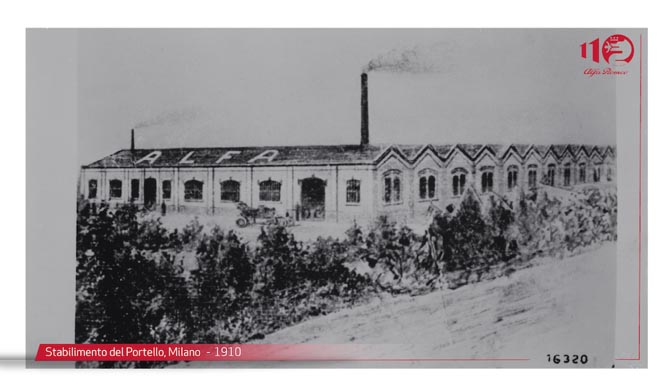 110
Alfa Romeo
ALFA
Stabilimento del Portello, Milano - 1910
16320